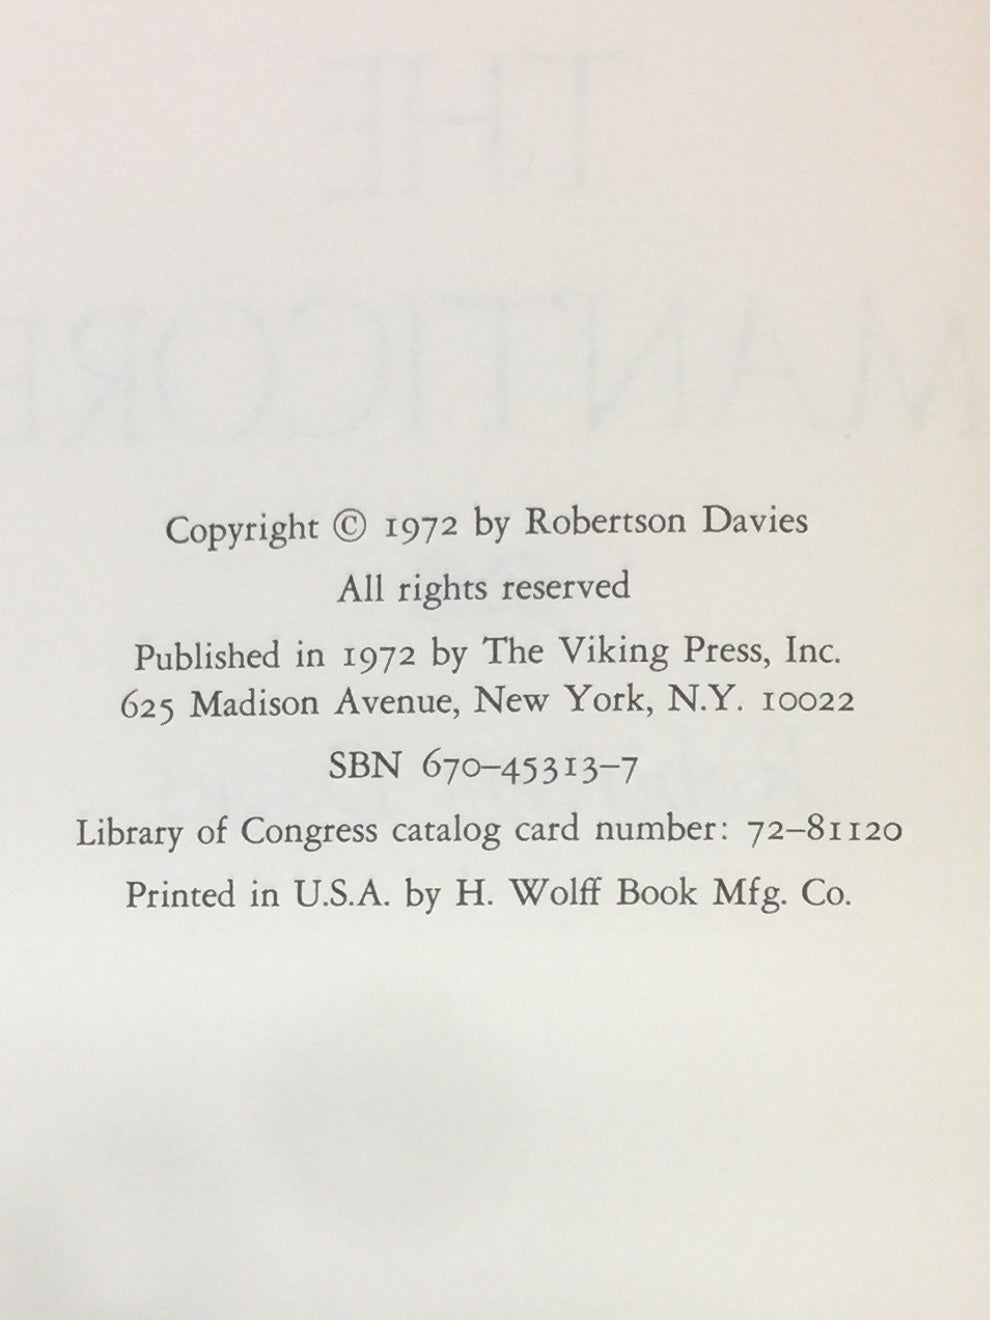 THE
MANTICORE
Copyright © 1972 by Robertson Davies
All rights reserved
Published in 1972 by The Viking Press, Inc.
625 Madison Avenue, New York, N.Y. 10022
SBN 670–45313–7
Library of Congress catalog card number: 72–81120
Printed in U.S.A. by H. Wolff Book Mfg. Co.